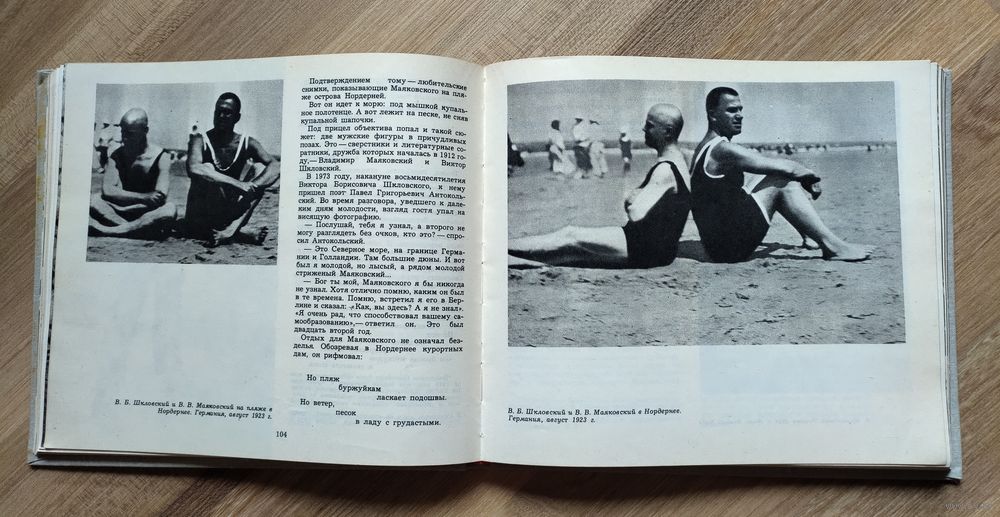 Подтверждением тому — любительские
снимки, показывающие Маяковского на пля-
же острова Нордерней.
Вот он идет к морю: под мышкой купаль-
ное полотенце. А вот лежит на песке, не сняв
купальной шапочки.
Под прицел объектива попал и такой сю-
жет: две мужские фигуры в причудливых
позах. Это — сверстники и литературные со-
ратники, дружба которых началась в 1912 го-
ду, — Владимир Маяковский и Виктор
Шкловский.
В 1973 году, накануне восьмидесятилетия
Виктора Борисовича Шкловского, к нему
пришел поэт Павел Григорьевич Антоколь-
ский. Во время разговора, уведшего к дале-
ким дням молодости, взгляд гостя упал на
висящую фотографию.
— Послушай, тебя я узнал, а второго не
могу разглядеть без очков, кто это? — спро-
сил Антокольский.
— Это Северное море, на границе Герма-
нии и Голландии. Там большие дюны. И вот
был я молодой, но лысый, а рядом молодой
стриженый Маяковский...
— Бог ты мой, Маяковского я бы никогда
не узнал. Хотя отлично помню, каким он был
в те времена. Помню, встретил я его в Бер-
лине и сказал: «Как, вы здесь? А я не знал».
«Я очень рад, что способствовал вашему са-
мообразованию», — ответил он. Это был
двадцать второй год.
Отдых для Маяковского не означал без-
делья. Обозревая в Нордернее курортных
дам, он рифмовал:
Но пляж
буржуйкам
ласкает подошвы.
Но ветер,
песок
в ладу с грудастыми.
В. Б. Шкловский и В. В. Маяковский на пляже в
Нордернее. Германия, август 1923 г.
104
В. Б. Шкловский и В. В. Маяковский в Нордернее.
Германия, август 1923 г.